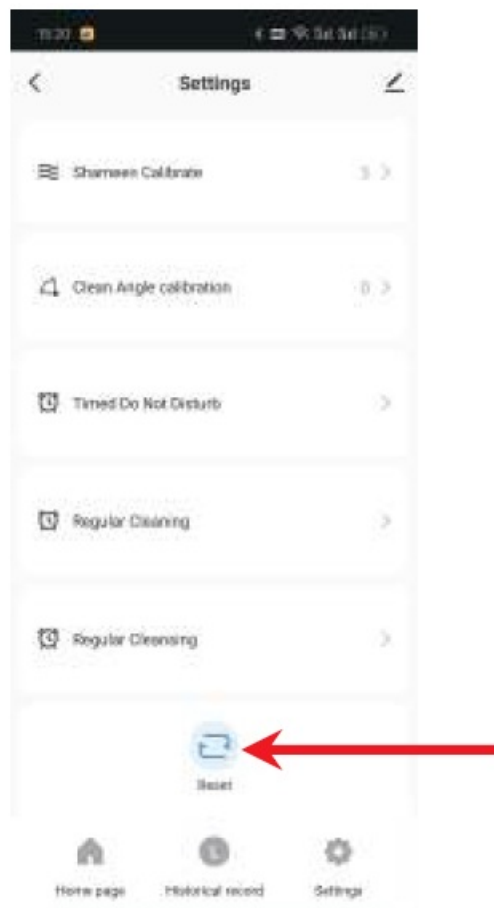 Settings
Shameen Calibrate
Clean Angle calibration
Timed Do Not Disturb
Regular Cleaning
Regular Cleansing
Reset
Home page
Historical record
Settings